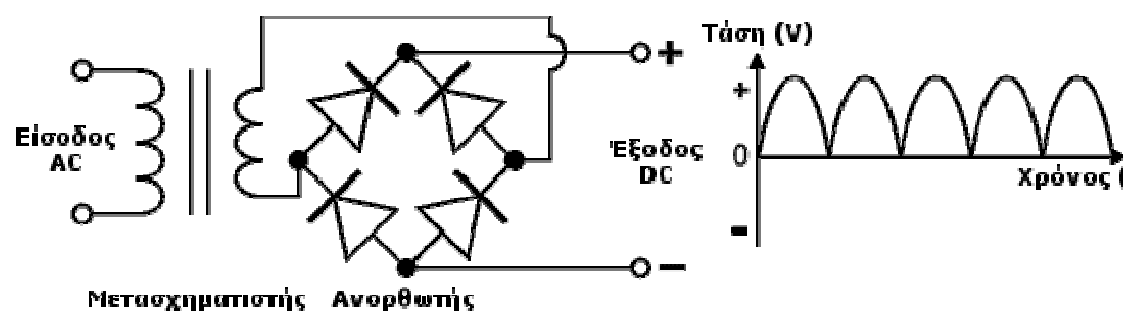 Είσοδος
AC
Μετασχηματιστής
Ανορθωτής
+
Έξοδος
DC
−
Τάση (V)
+
0
-
Χρόνος (